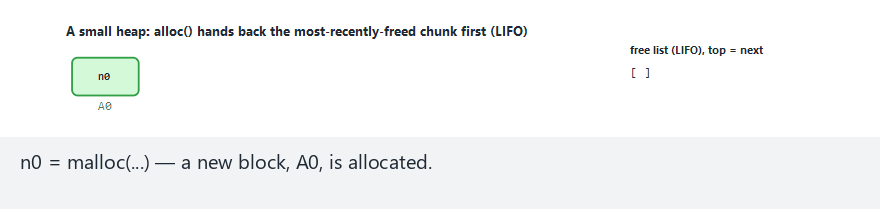 A small heap: alloc() hands back the most-recently-freed chunk first (LIFO)
free list (LIFO), top = next
n0
[ ]
A0
n0 = malloc(...) — a new block, A0, is allocated.